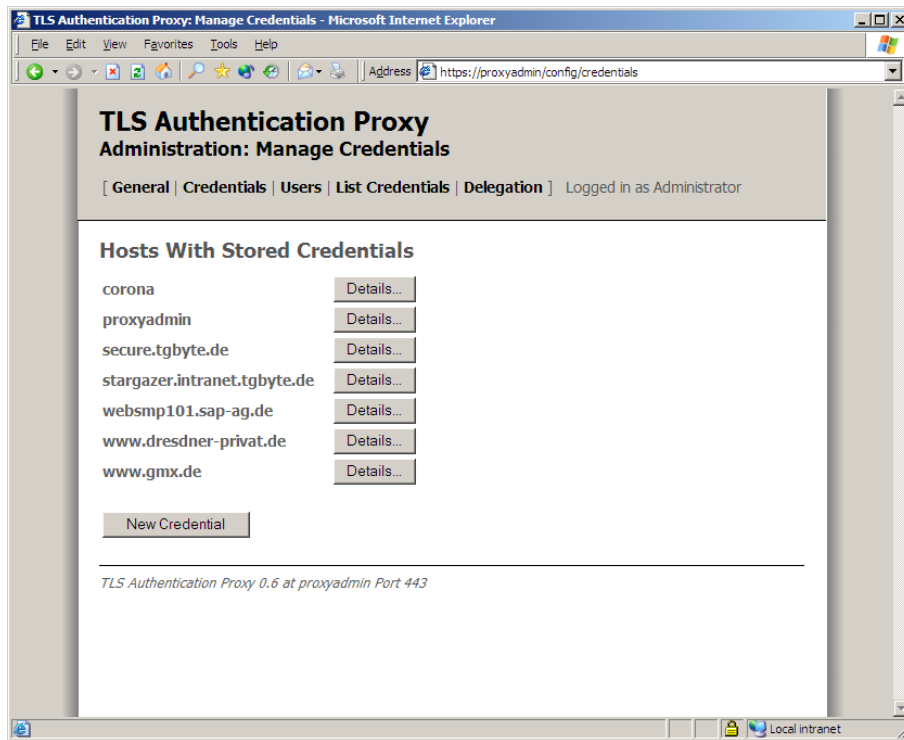 TLS Authentication Proxy: Manage Credentials - Microsoft Internet Explorer
File Edit View Favorites Tools Help
Address https://proxyadmin/config/credentials
TLS Authentication Proxy
Administration: Manage Credentials
[ General | Credentials | Users | List Credentials | Delegation ] Logged in as Administrator
Hosts With Stored Credentials
corona Details...
proxyadmin Details...
secure.tgbyte.de Details...
stargazer.intranet.tgbyte.de Details...
websmp101.sap-ag.de Details...
www.dresdner-privat.de Details...
www.gmx.de Details...
New Credential
TLS Authentication Proxy 0.6 at proxyadmin Port 443
Local intranet